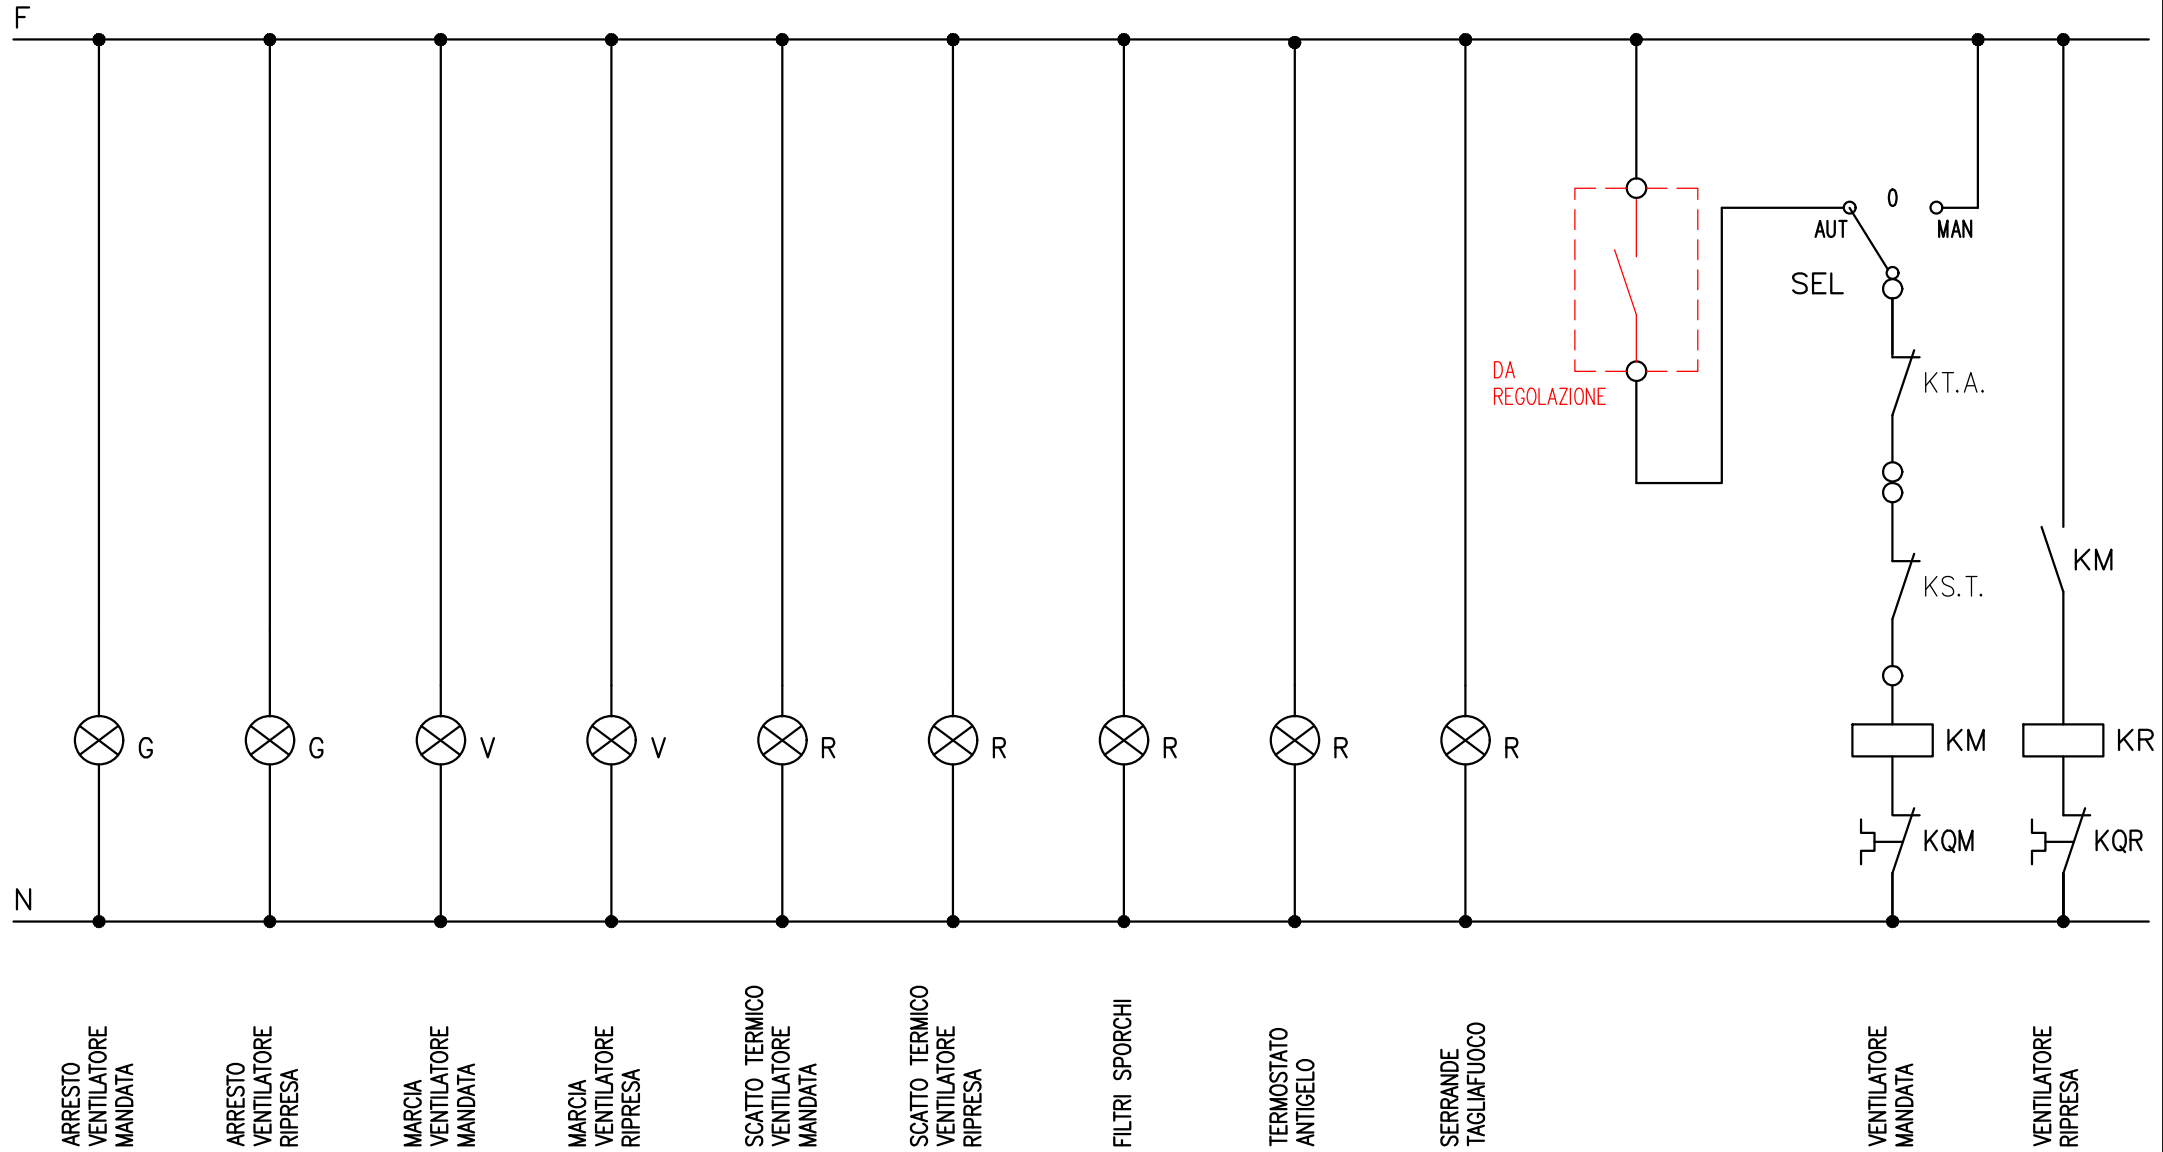 F
0
AUT
MAN
SEL
DA
REGOLAZIONE
KT.A.
KM
KS.T.
G
G
V
V
R
R
R
R
R
KM
KR
KQM
KQR
N
ARRESTO
VENTILATORE
MANDATA
ARRESTO
VENTILATORE
RIPRESA
MARCIA
VENTILATORE
MANDATA
MARCIA
VENTILATORE
RIPRESA
SCATTO TERMICO
VENTILATORE
MANDATA
SCATTO TERMICO
VENTILATORE
RIPRESA
FILTRI SPORCHI
TERMOSTATO
ANTIGELO
SERRANDE
TAGLIAFUOCO
VENTILATORE
MANDATA
VENTILATORE
RIPRESA